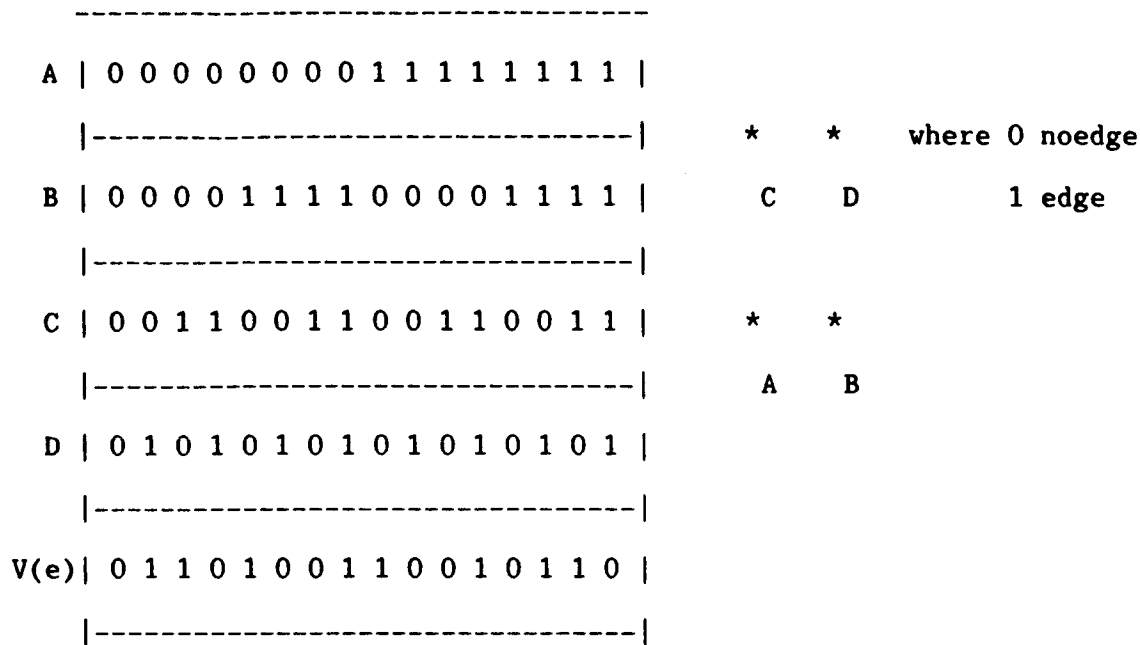 ---------------------------------
A | 0 0 0 0 0 0 0 0 1 1 1 1 1 1 1 1 |
|---------------------------------| * * where 0 noedge
B | 0 0 0 0 1 1 1 1 0 0 0 0 1 1 1 1 | C D 1 edge
|---------------------------------|
C | 0 0 1 1 0 0 1 1 0 0 1 1 0 0 1 1 | * *
|---------------------------------| A B
D | 0 1 0 1 0 1 0 1 0 1 0 1 0 1 0 1 |
|---------------------------------|
V(e)| 0 1 1 0 1 0 0 1 1 0 0 1 0 1 1 0 |
|---------------------------------|